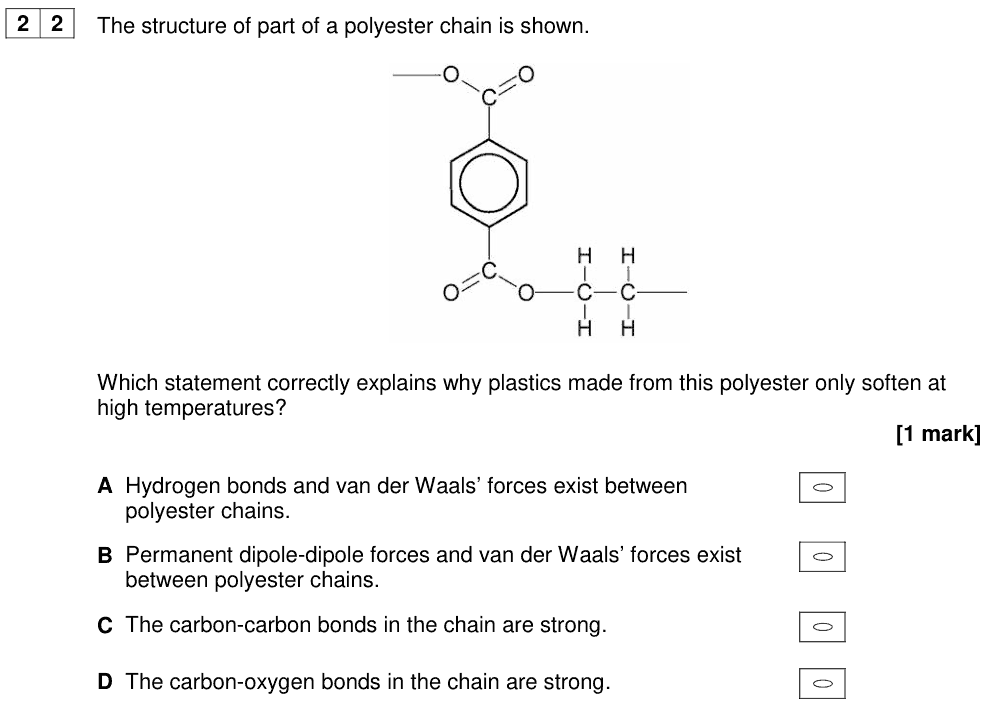 2 2 The structure of part of a polyester chain is shown.
O O
C
C H H
O O C C
H H
Which statement correctly explains why plastics made from this polyester only soften at
high temperatures?
[1 mark]
A Hydrogen bonds and van der Waals’ forces exist between
polyester chains.
B Permanent dipole-dipole forces and van der Waals’ forces exist
between polyester chains.
C The carbon-carbon bonds in the chain are strong.
D The carbon-oxygen bonds in the chain are strong.